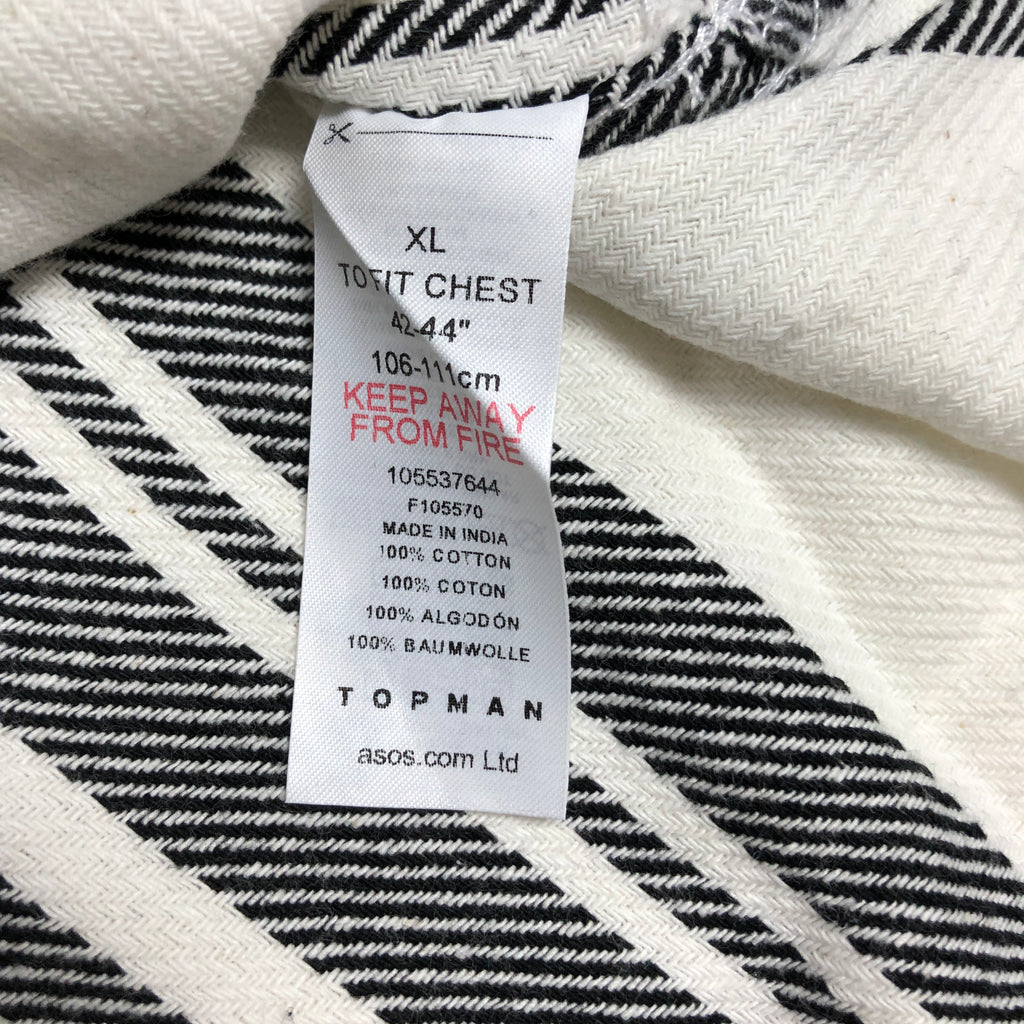 XL
TO FIT CHEST
42-44"
106-111cm
KEEP AWAY
FROM FIRE
105537644
F105570
MADE IN INDIA
100% COTTON
100% COTON
100% ALGODÓN
100% BAUMWOLLE
TOPMAN
asos.com Ltd